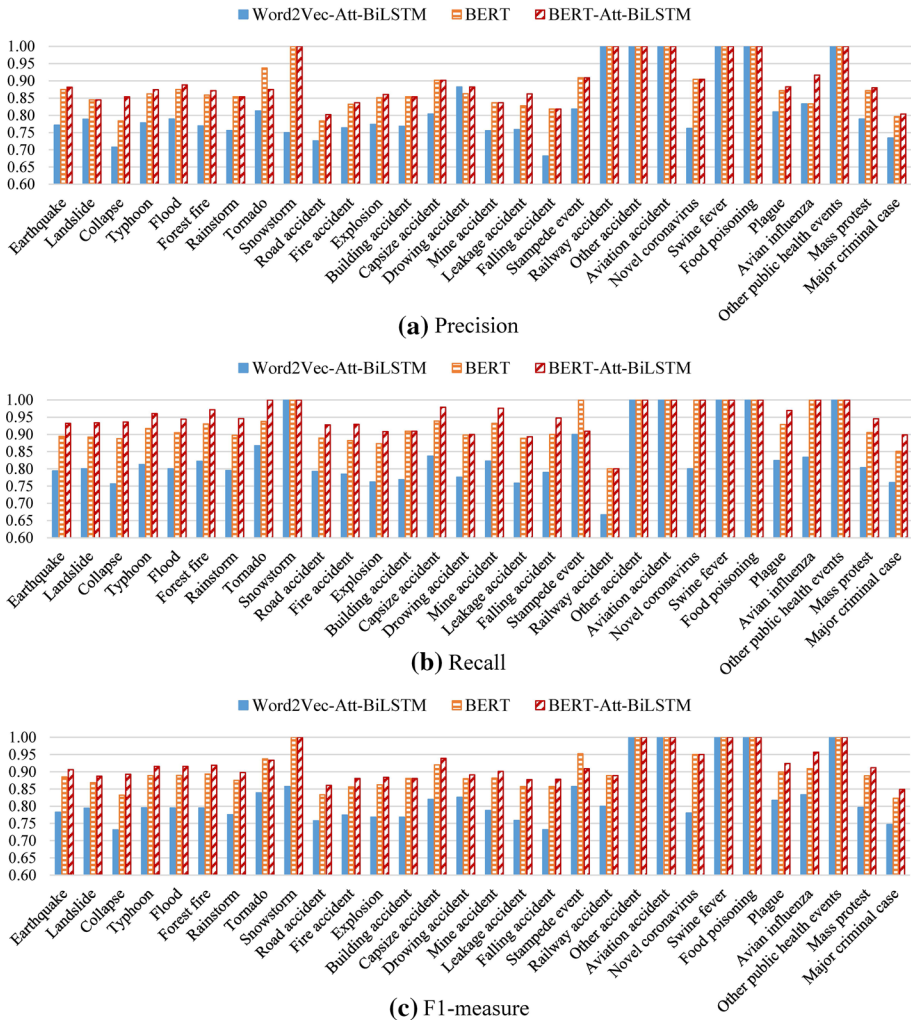 Word2Vec-Att-BiLSTM BERT BERT-Att-BiLSTM
1.00
0.95
0.90
0.85
0.80
0.75
0.70
0.65
0.60
Earthquake
Landslide
Collapse
Typhoon
Flood
Forest fire
Rainstorm
Tornado
Snowstorm
Road accident
Fire accident
Explosion
Building accident
Capsize accident
Drowing accident
Mine accident
Leakage accident
Falling accident
Stampede event
Railway accident
Other accident
Aviation accident
Novel coronavirus
Swine fever
Food poisoning
Plague
Avian influenza
Other public health events
Mass protest
Major criminal case
(a) Precision
Word2Vec-Att-BiLSTM BERT BERT-Att-BiLSTM
1.00
0.95
0.90
0.85
0.80
0.75
0.70
0.65
0.60
Earthquake
Landslide
Collapse
Typhoon
Flood
Forest fire
Rainstorm
Tornado
Snowstorm
Road accident
Fire accident
Explosion
Building accident
Capsize accident
Drowing accident
Mine accident
Leakage accident
Falling accident
Stampede event
Railway accident
Other accident
Aviation accident
Novel coronavirus
Swine fever
Food poisoning
Plague
Avian influenza
Other public health events
Mass protest
Major criminal case
(b) Recall
Word2Vec-Att-BiLSTM BERT BERT-Att-BiLSTM
1.00
0.95
0.90
0.85
0.80
0.75
0.70
0.65
0.60
Earthquake
Landslide
Collapse
Typhoon
Flood
Forest fire
Rainstorm
Tornado
Snowstorm
Road accident
Fire accident
Explosion
Building accident
Capsize accident
Drowing accident
Mine accident
Leakage accident
Falling accident
Stampede event
Railway accident
Other accident
Aviation accident
Novel coronavirus
Swine fever
Food poisoning
Plague
Avian influenza
Other public health events
Mass protest
Major criminal case
(c) F1-measure